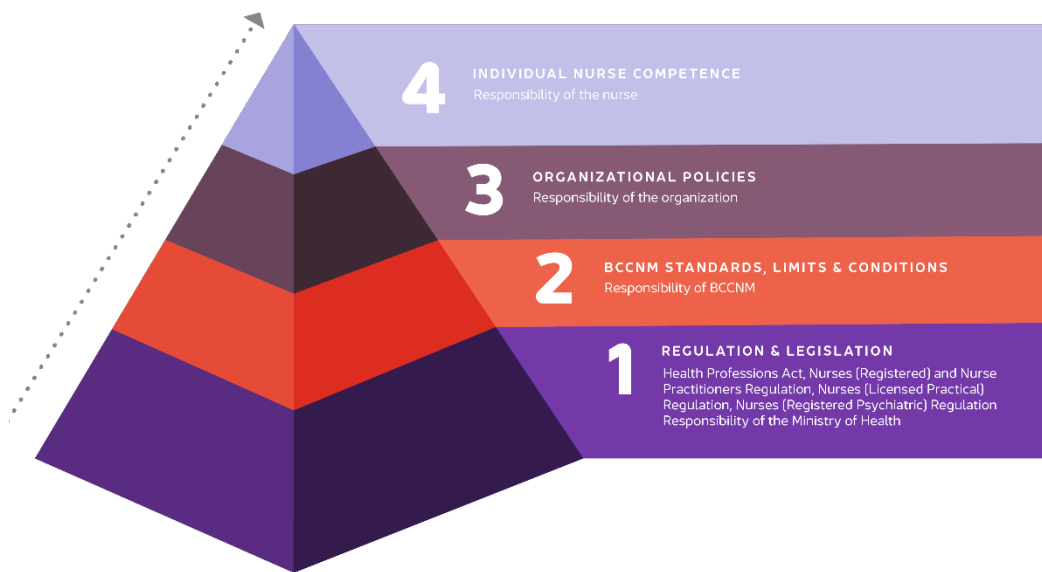 4
INDIVIDUAL NURSE COMPETENCE
Responsibility of the nurse
3
ORGANIZATIONAL POLICIES
Responsibility of the organization
2
BCCNM STANDARDS, LIMITS & CONDITIONS
Responsibility of BCCNM
1
REGULATION & LEGISLATION
Health Professions Act, Nurses (Registered) and Nurse
Practitioners Regulation, Nurses (Licensed Practical)
Regulation, Nurses (Registered Psychiatric) Regulation
Responsibility of the Ministry of Health